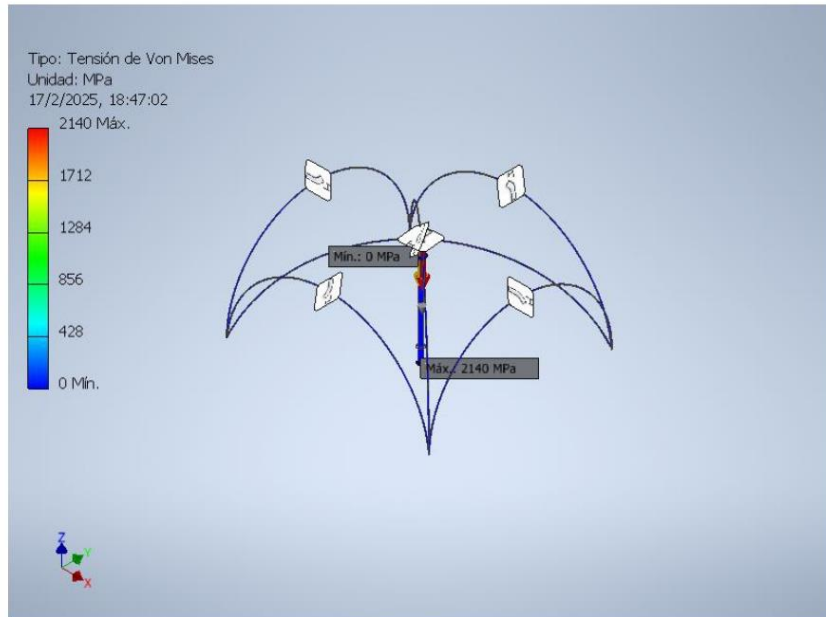 Tipo: Tensión de Von Mises
Unidad: MPa
17/2/2025, 18:47:02
2140 Máx.
1712
1284
856
428
0 Mín.
Mín.: 0 MPa
Máx.: 2140 MPa
Z
Y
X